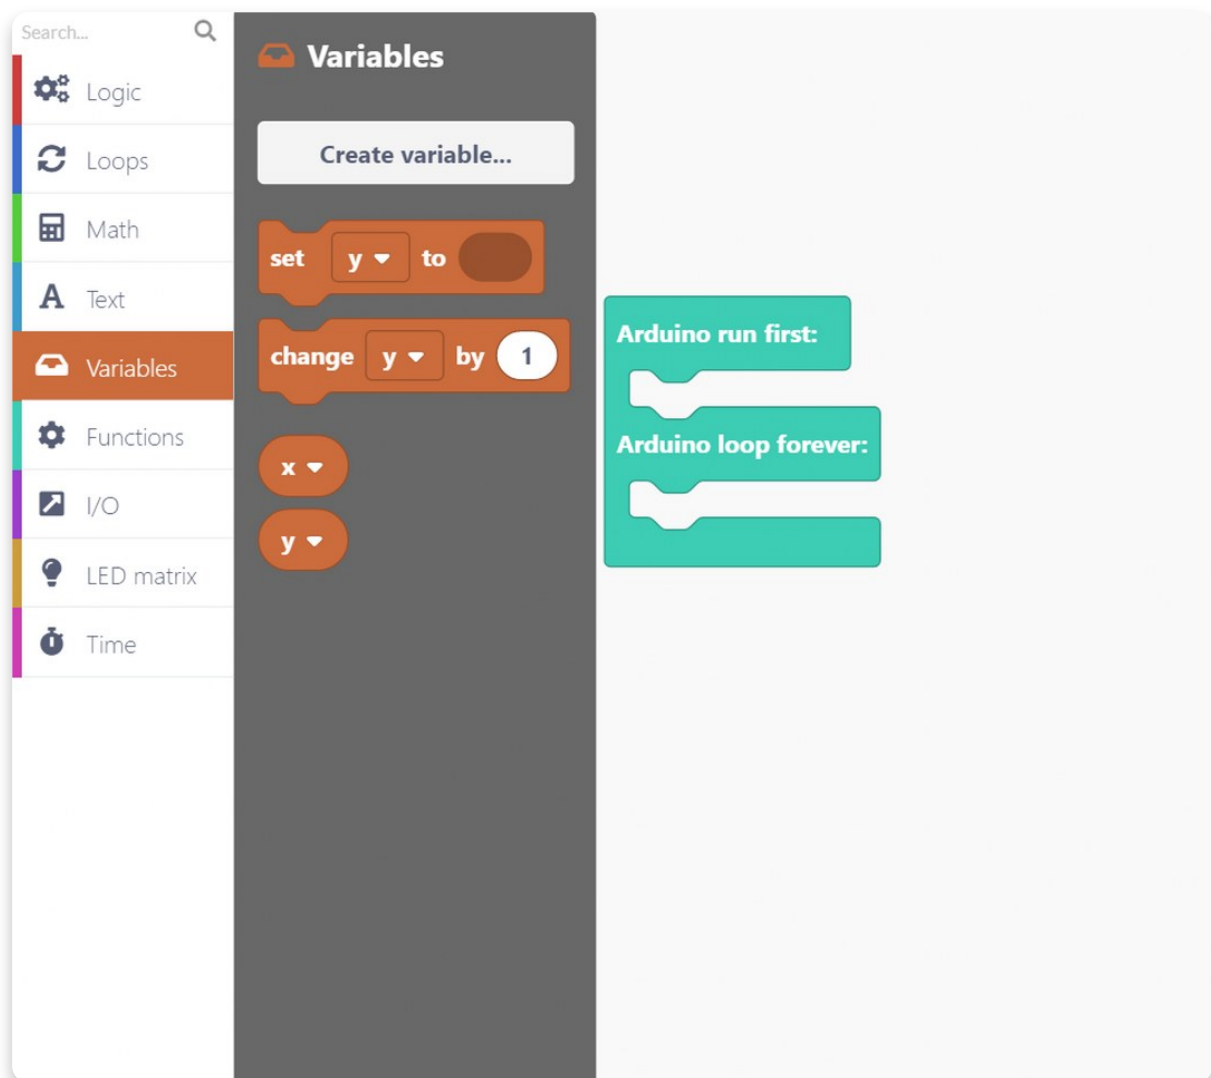 Search...
Logic
Loops
Math
Text
Variables
Functions
I/O
LED matrix
Time
Variables
Create variable...
set y to
change y by 1
x
y
Arduino run first:
Arduino loop forever: